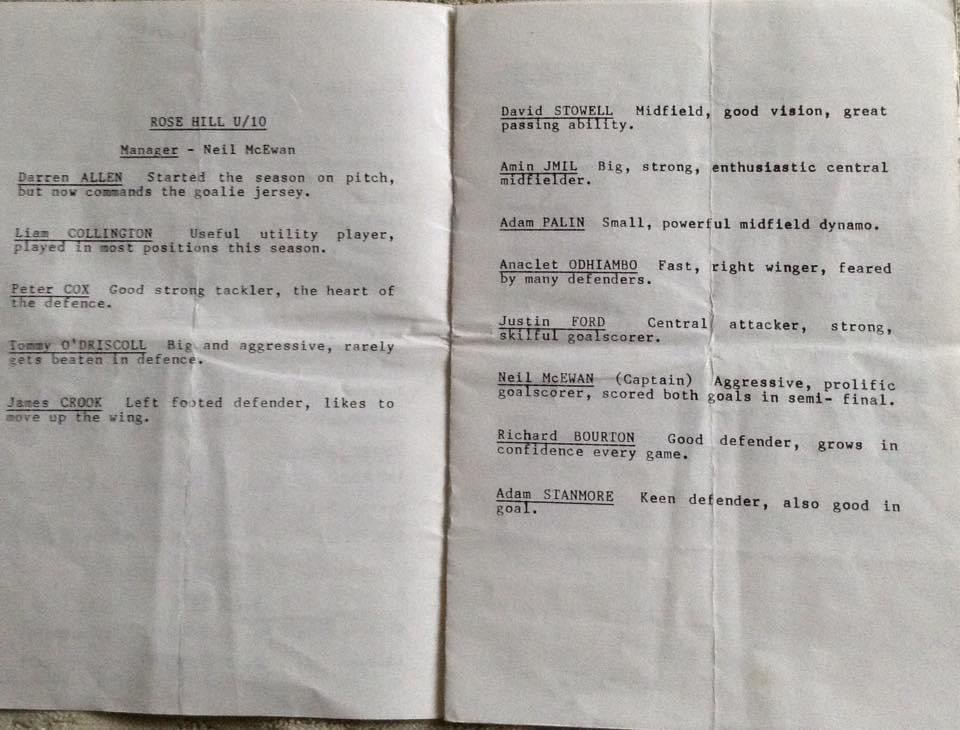 ROSE HILL U/10
Manager - Neil McEwan
Darren ALLEN Started the season on pitch,
but now commands the goalie jersey.
Liam COLLINGTON Useful utility player,
played in most positions this season.
Peter COX Good strong tackler, the heart of
the defence.
Tommy O'DRISCOLL Big and aggressive, rarely
gets beaten in defence.
James CROOK Left footed defender, likes to
move up the wing.
David STOWELL Midfield, good vision, great
passing ability.
Amin JMIL Big, strong, enthusiastic central
midfielder.
Adam PALIN Small, powerful midfield dynamo.
Anaclet ODHIAMBO Fast, right winger, feared
by many defenders.
Justin FORD Central attacker, strong,
skilful goalscorer.
Neil McEWAN (Captain) Aggressive, prolific
goalscorer, scored both goals in semi- final.
Richard BOURTON Good defender, grows in
confidence every game.
Adam STANMORE Keen defender, also good in
goal.